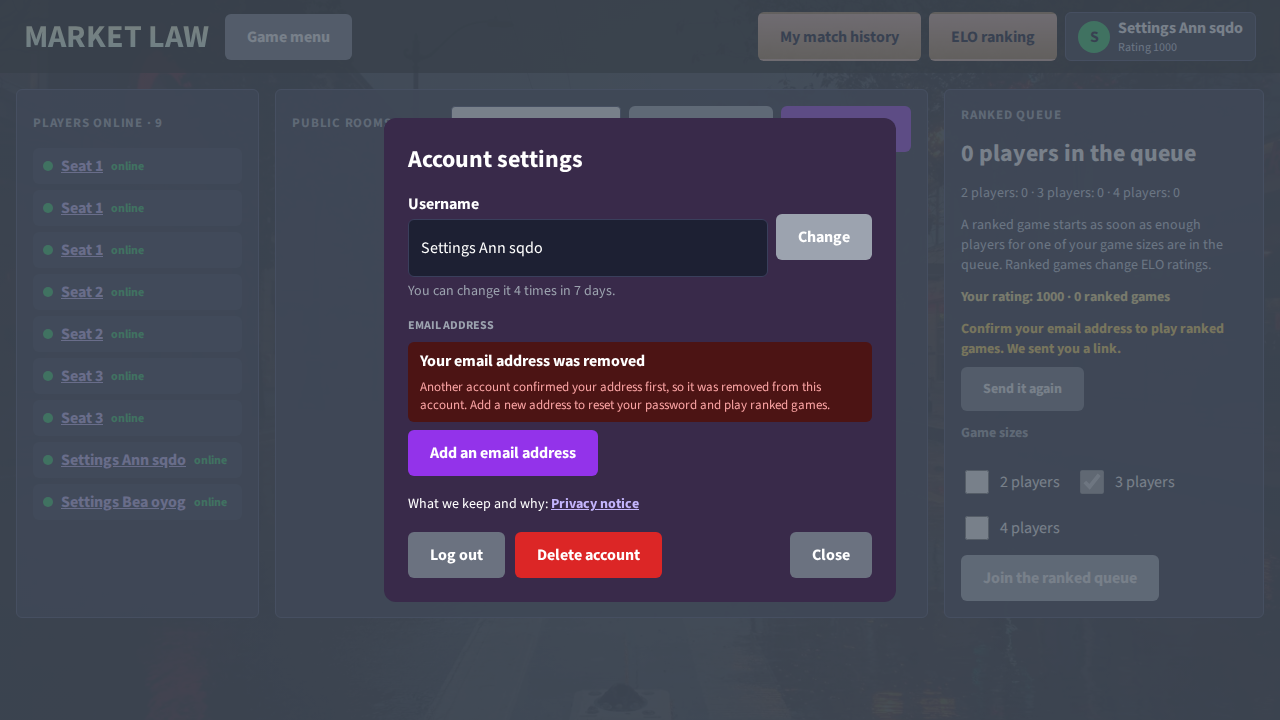 MARKET LAW
Game menu
My match history
ELO ranking
S
Settings Ann sqdo
Rating 1000
PLAYERS ONLINE · 9
Seat 1 online
Seat 1 online
Seat 1 online
Seat 2 online
Seat 2 online
Seat 3 online
Seat 3 online
Settings Ann sqdo online
Settings Bea oyog online
PUBLIC ROOMS
Account settings
Username
Settings Ann sqdo
Change
You can change it 4 times in 7 days.
EMAIL ADDRESS
Your email address was removed
Another account confirmed your address first, so it was removed from this
account. Add a new address to reset your password and play ranked games.
Add an email address
What we keep and why: Privacy notice
Log out
Delete account
Close
RANKED QUEUE
0 players in the queue
2 players: 0 · 3 players: 0 · 4 players: 0
A ranked game starts as soon as enough
players for one of your game sizes are in the
queue. Ranked games change ELO ratings.
Your rating: 1000 · 0 ranked games
Confirm your email address to play ranked
games. We sent you a link.
Send it again
Game sizes
2 players
3 players
4 players
Join the ranked queue